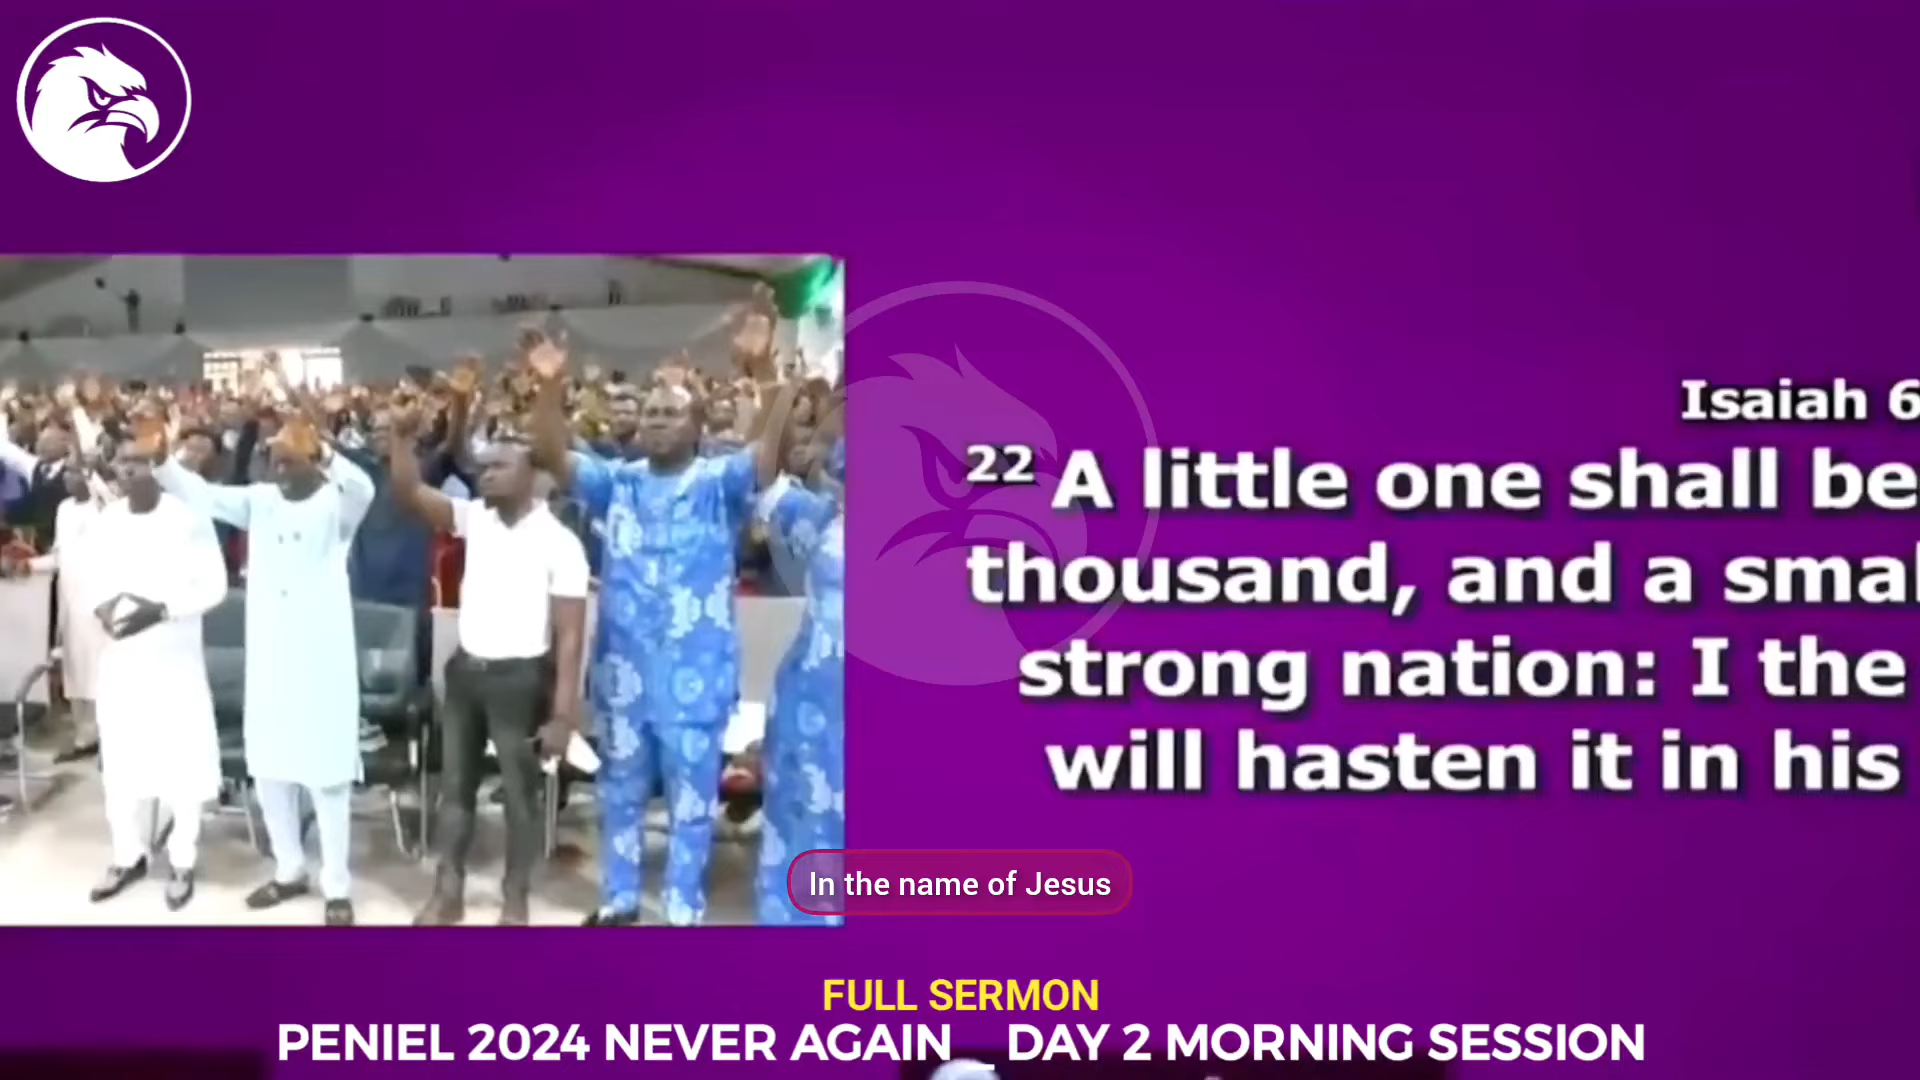 Isaiah 6
22 A little one shall be
thousand, and a smal
strong nation: I the
will hasten it in his
In the name of Jesus
FULL SERMON
PENIEL 2024 NEVER AGAIN _ DAY 2 MORNING SESSION